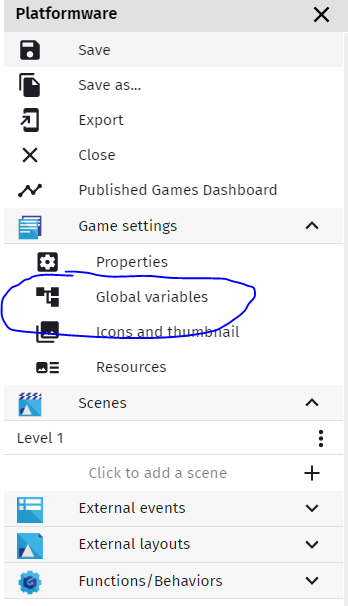 Platformware
Save
Save as...
Export
Close
Published Games Dashboard
Game settings
Properties
Global variables
Icons and thumbnail
Resources
Scenes
Level 1
Click to add a scene
External events
External layouts
Functions/Behaviors